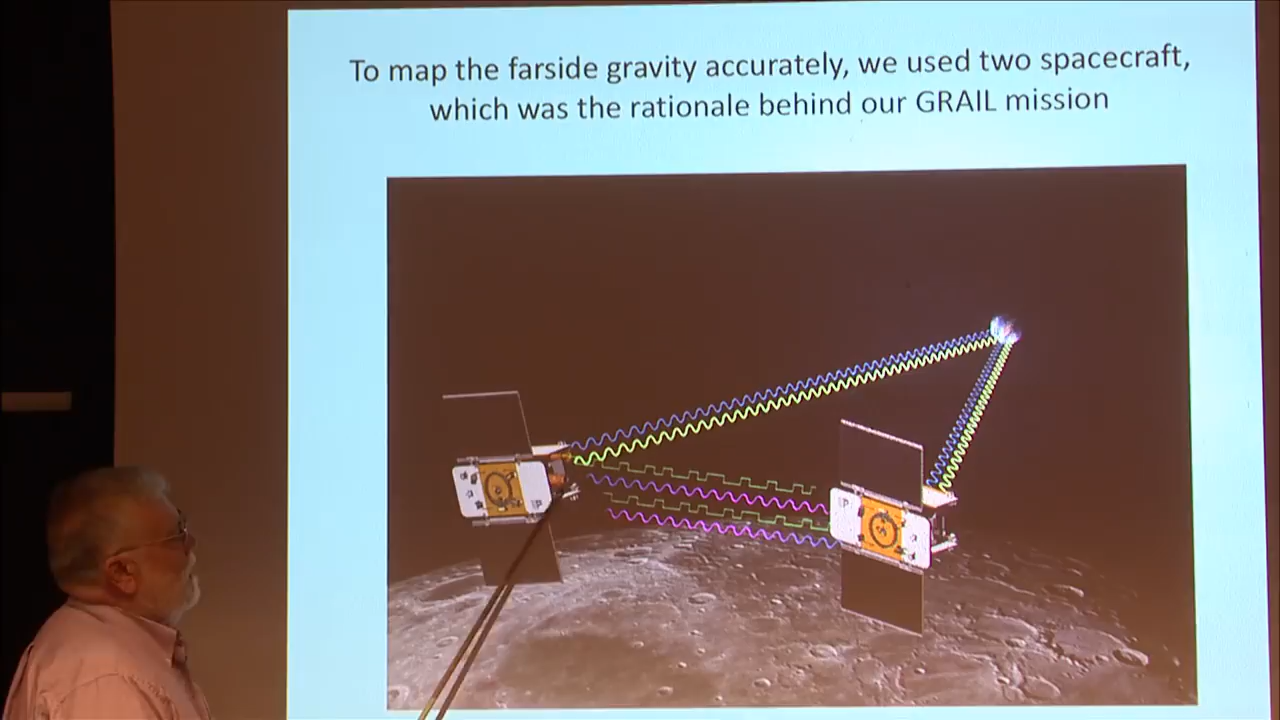 To map the farside gravity accurately, we used two spacecraft,
which was the rationale behind our GRAIL mission